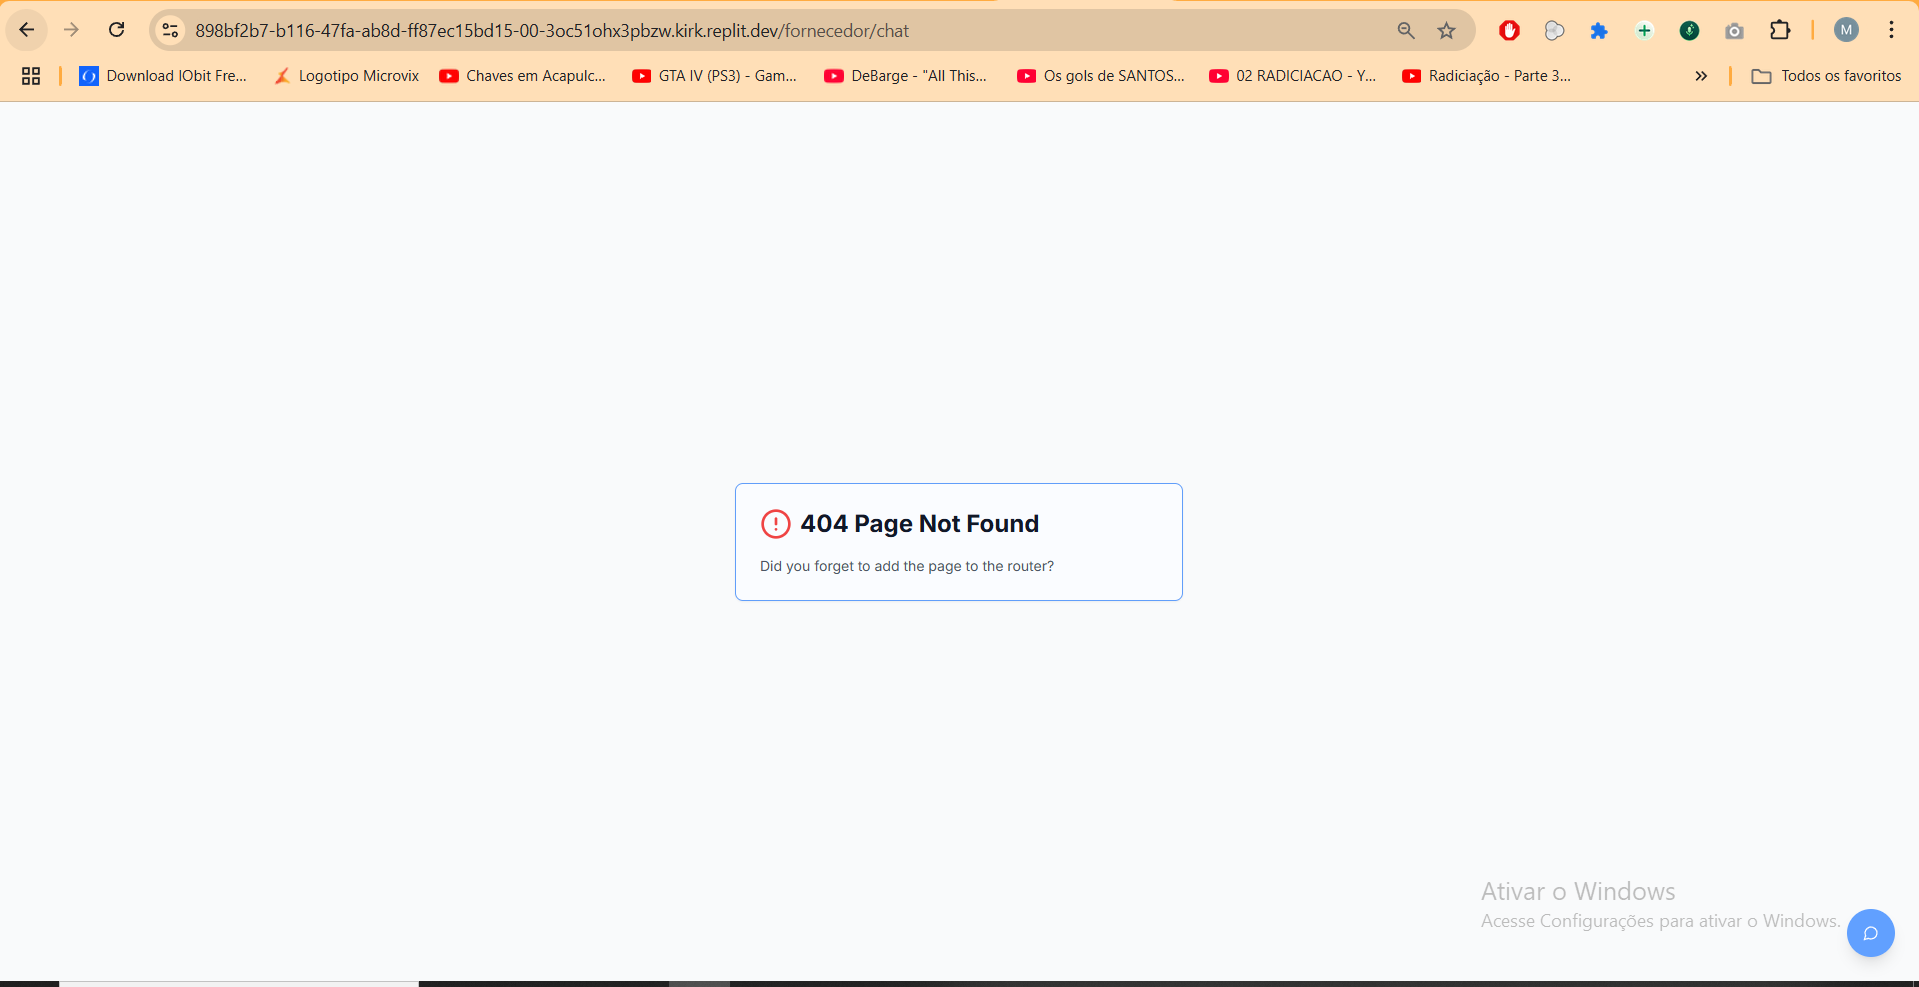 898bf2b7-b116-47fa-ab8d-ff87ec15bd15-00-3oc51ohx3pbzw.kirk.replit.dev/fornecedor/chat
M
Download IObit Fre...
Logotipo Microvix
Chaves em Acapulc...
GTA IV (PS3) - Gam...
DeBarge - "All This...
Os gols de SANTOS...
02 RADICIACAO - Y...
Radiciação - Parte 3...
Todos os favoritos
404 Page Not Found
Did you forget to add the page to the router?
Ativar o Windows
Acesse Configurações para ativar o Windows.